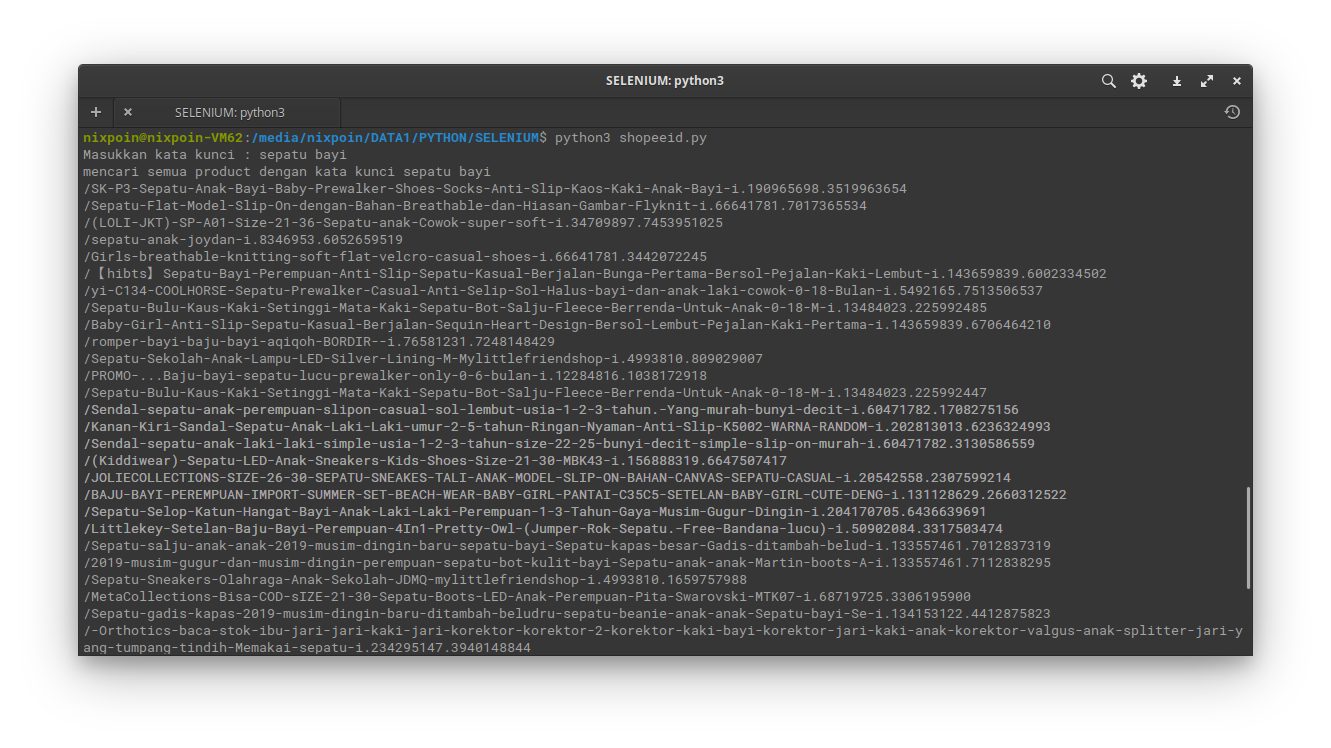 SELENIUM: python3
SELENIUM: python3
nixpoin@nixpoin-VM62:/media/nixpoin/DATA1/PYTHON/SELENIUM$ python3 shopeeid.py
Masukkan kata kunci : sepatu bayi
mencari semua product dengan kata kunci sepatu bayi
/SK-P3-Sepatu-Anak-Bayi-Baby-Prewalker-Shoes-Socks-Anti-Slip-Kaos-Kaki-Anak-Bayi-i.190965698.3519963654
/Sepatu-Flat-Model-Slip-On-dengan-Bahan-Breathable-dan-Hiasan-Gambar-Flyknit-i.66641781.7017365534
/(LOLI-JKT)-SP-A01-Size-21-36-Sepatu-anak-Cowok-super-soft-i.34709897.7453951025
/sepatu-anak-joydan-i.8346953.6052659519
/Girls-breathable-knitting-soft-flat-velcro-casual-shoes-i.66641781.3442072245
/【hibts】Sepatu-Bayi-Perempuan-Anti-Slip-Sepatu-Kasual-Berjalan-Bunga-Pertama-Bersol-Pejalan-Kaki-Lembut-i.143659839.6002334502
/yi-C134-COOLHORSE-Sepatu-Prewalker-Casual-Anti-Selip-Sol-Halus-bayi-dan-anak-laki-cowok-0-18-Bulan-i.5492165.7513506537
/Sepatu-Bulu-Kaus-Kaki-Setinggi-Mata-Kaki-Sepatu-Bot-Salju-Fleece-Berrenda-Untuk-Anak-0-18-M-i.13484023.225992485
/Baby-Girl-Anti-Slip-Sepatu-Kasual-Berjalan-Sequin-Heart-Design-Bersol-Lembut-Pejalan-Kaki-Pertama-i.143659839.6706464210
/romper-bayi-baju-bayi-aqiqoh-BORDIR--i.76581231.7248148429
/Sepatu-Sekolah-Anak-Lampu-LED-Silver-Lining-M-Mylittlefriendshop-i.4993810.809029007
/PROMO-...Baju-bayi-sepatu-lucu-prewalker-only-0-6-bulan-i.12284816.1038172918
/Sepatu-Bulu-Kaus-Kaki-Setinggi-Mata-Kaki-Sepatu-Bot-Salju-Fleece-Berrenda-Untuk-Anak-0-18-M-i.13484023.225992447
/Sendal-sepatu-anak-perempuan-slipon-casual-sol-lembut-usia-1-2-3-tahun.-Yang-murah-bunyi-decit-i.60471782.1708275156
/Kanan-Kiri-Sandal-Sepatu-Anak-Laki-Laki-umur-2-5-tahun-Ringan-Nyaman-Anti-Slip-K5002-WARNA-RANDOM-i.202813013.6236324993
/Sendal-sepatu-anak-laki-laki-simple-usia-1-2-3-tahun-size-22-25-bunyi-decit-simple-slip-on-murah-i.60471782.3130586559
/(Kiddiwear)-Sepatu-LED-Anak-Sneakers-Kids-Shoes-Size-21-30-MBK43-i.156888319.6647507417
/JOLIECOLLECTIONS-SIZE-26-30-SEPATU-SNEAKES-TALI-ANAK-MODEL-SLIP-ON-BAHAN-CANVAS-SEPATU-CASUAL-i.20542558.2307599214
/BAJU-BAYI-PEREMPUAN-IMPORT-SUMMER-SET-BEACH-WEAR-BABY-GIRL-PANTAI-C35C5-SETELAN-BABY-GIRL-CUTE-DENG-i.131128629.2660312522
/Sepatu-Selop-Katun-Hangat-Bayi-Anak-Laki-Laki-Perempuan-1-3-Tahun-Gaya-Musim-Gugur-Dingin-i.204170705.6436639691
/Littlekey-Setelan-Baju-Bayi-Perempuan-4In1-Pretty-Owl-(Jumper-Rok-Sepatu.-Free-Bandana-lucu)-i.50902084.3317503474
/Sepatu-salju-anak-anak-2019-musim-dingin-baru-sepatu-bayi-Sepatu-kapas-besar-Gadis-ditambah-belud-i.133557461.7012837319
/2019-musim-gugur-dan-musim-dingin-perempuan-sepatu-bot-kulit-bayi-Sepatu-anak-anak-Martin-boots-A-i.133557461.7112838295
/Sepatu-Sneakers-Olahraga-Anak-Sekolah-JDMQ-mylittlefriendshop-i.4993810.1659757988
/MetaCollections-Bisa-COD-sIZE-21-30-Sepatu-Boots-LED-Anak-Perempuan-Pita-Swarovski-MTK07-i.68719725.3306195900
/Sepatu-gadis-kapas-2019-musim-dingin-baru-ditambah-beludru-sepatu-beanie-anak-anak-Sepatu-bayi-Se-i.134153122.4412875823
/-Orthotics-baca-stok-ibu-jari-jari-kaki-jari-korektor-korektor-2-korektor-kaki-bayi-korektor-jari-kaki-anak-korektor-valgus-anak-splitter-jari-y
ang-tumpang-tindih-Memakai-sepatu-i.234295147.3940148844